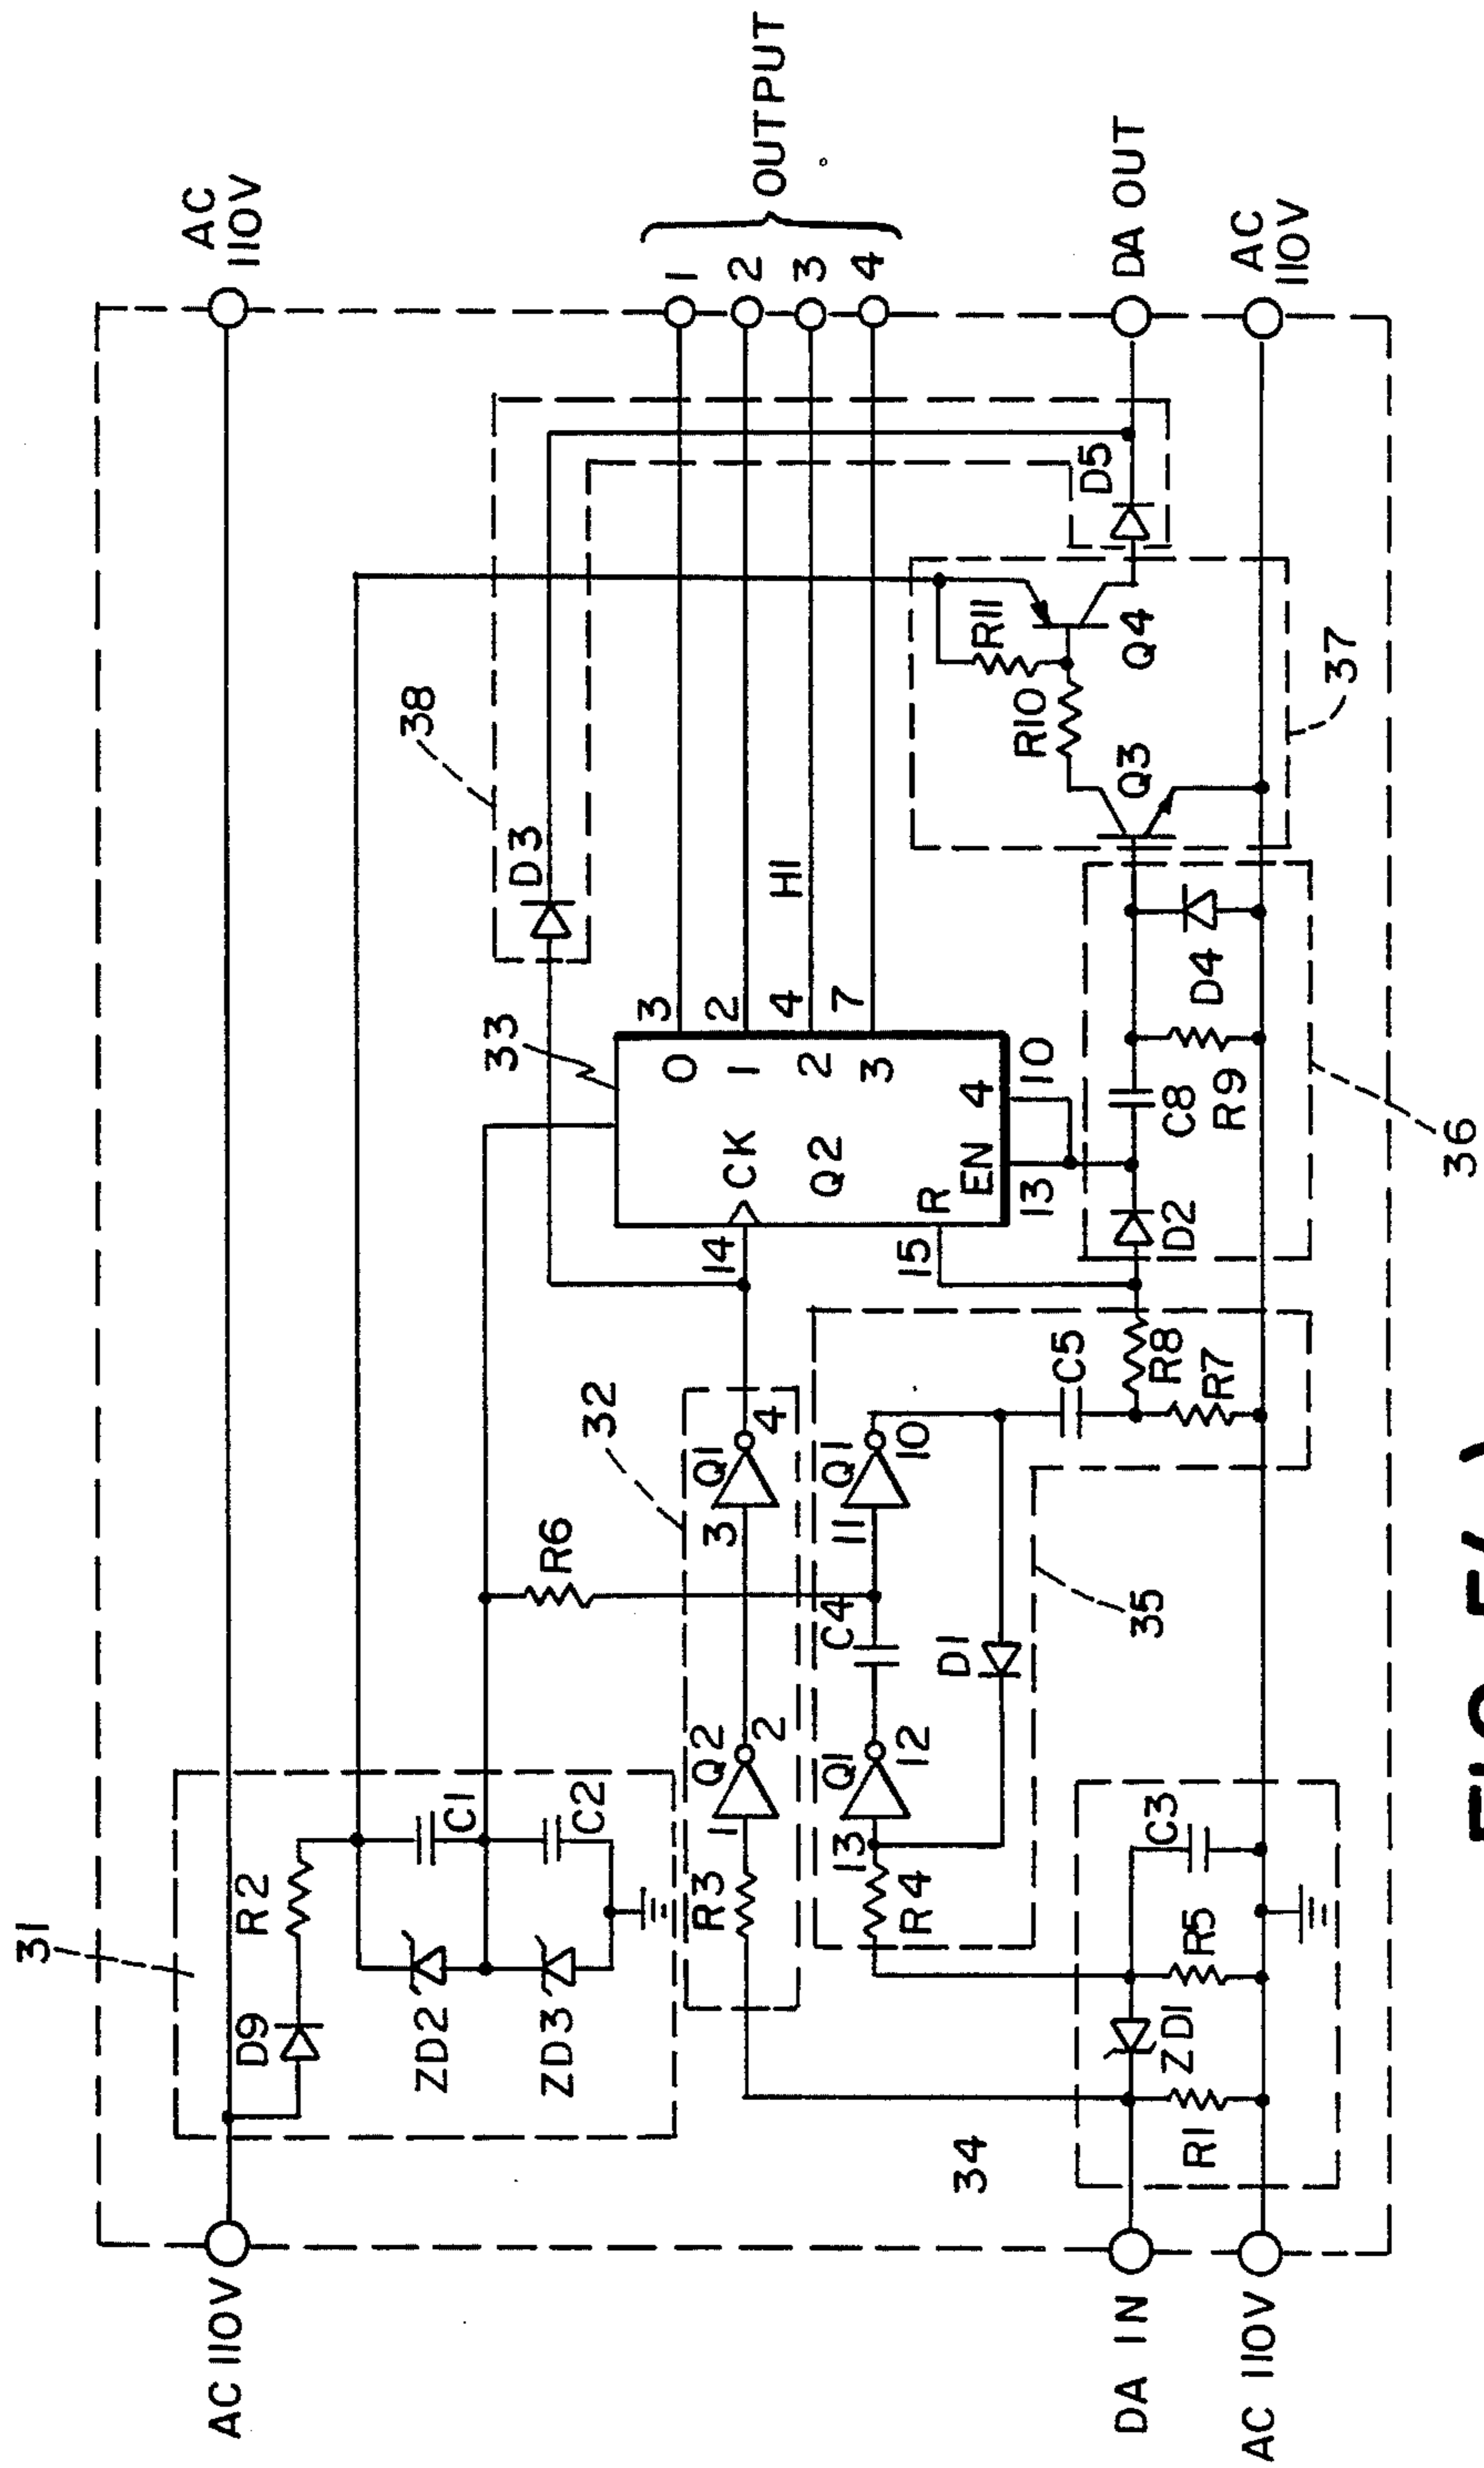 AC 110V
AC
110V
31
D9
R2
ZD2
C1
ZD3
C2
R6
38
D3
33
3
2
4
7
0
1
2
3
HI
1
2
3
4
OUTPUT
14
CK
Q2
15
R
EN
4
13
10
32
R3
1
Q2
2
3
Q1
4
R4
13
Q1
12
C4
11
Q1
10
D1
35
C5
R8
R7
34
R1
ZD1
R5
C3
D2
C8
R9
D4
36
Q3
R10
R11
Q4
37
D5
DA IN
DA OUT
AC 110V
AC
110V